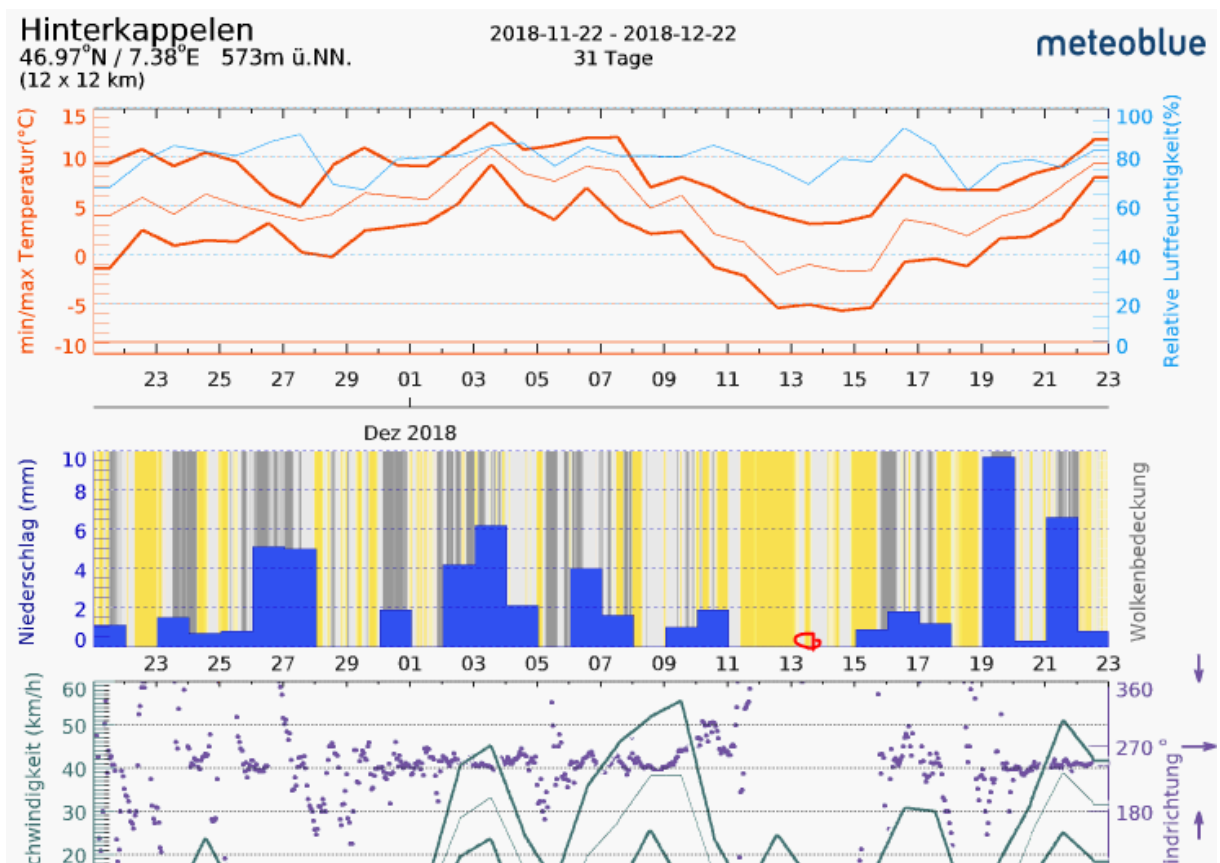 Hinterkappelen
46.97°N / 7.38°E 573m ü.NN.
(12 x 12 km)
2018-11-22 - 2018-12-22
31 Tage
meteoblue
min/max Temperatur(°C)
15
10
5
0
-5
-10
100
80
60
40
20
0
Relative Luftfeuchtigkeit(%)
23 25 27 29 01 03 05 07 09 11 13 15 17 19 21 23
Dez 2018
Niederschlag (mm)
10
8
6
4
2
0
Wolkenbedeckung
23 25 27 29 01 03 05 07 09 11 13 15 17 19 21 23
chwindigkeit (km/h)
60
50
40
30
20
360
270 °
180
indrichtung